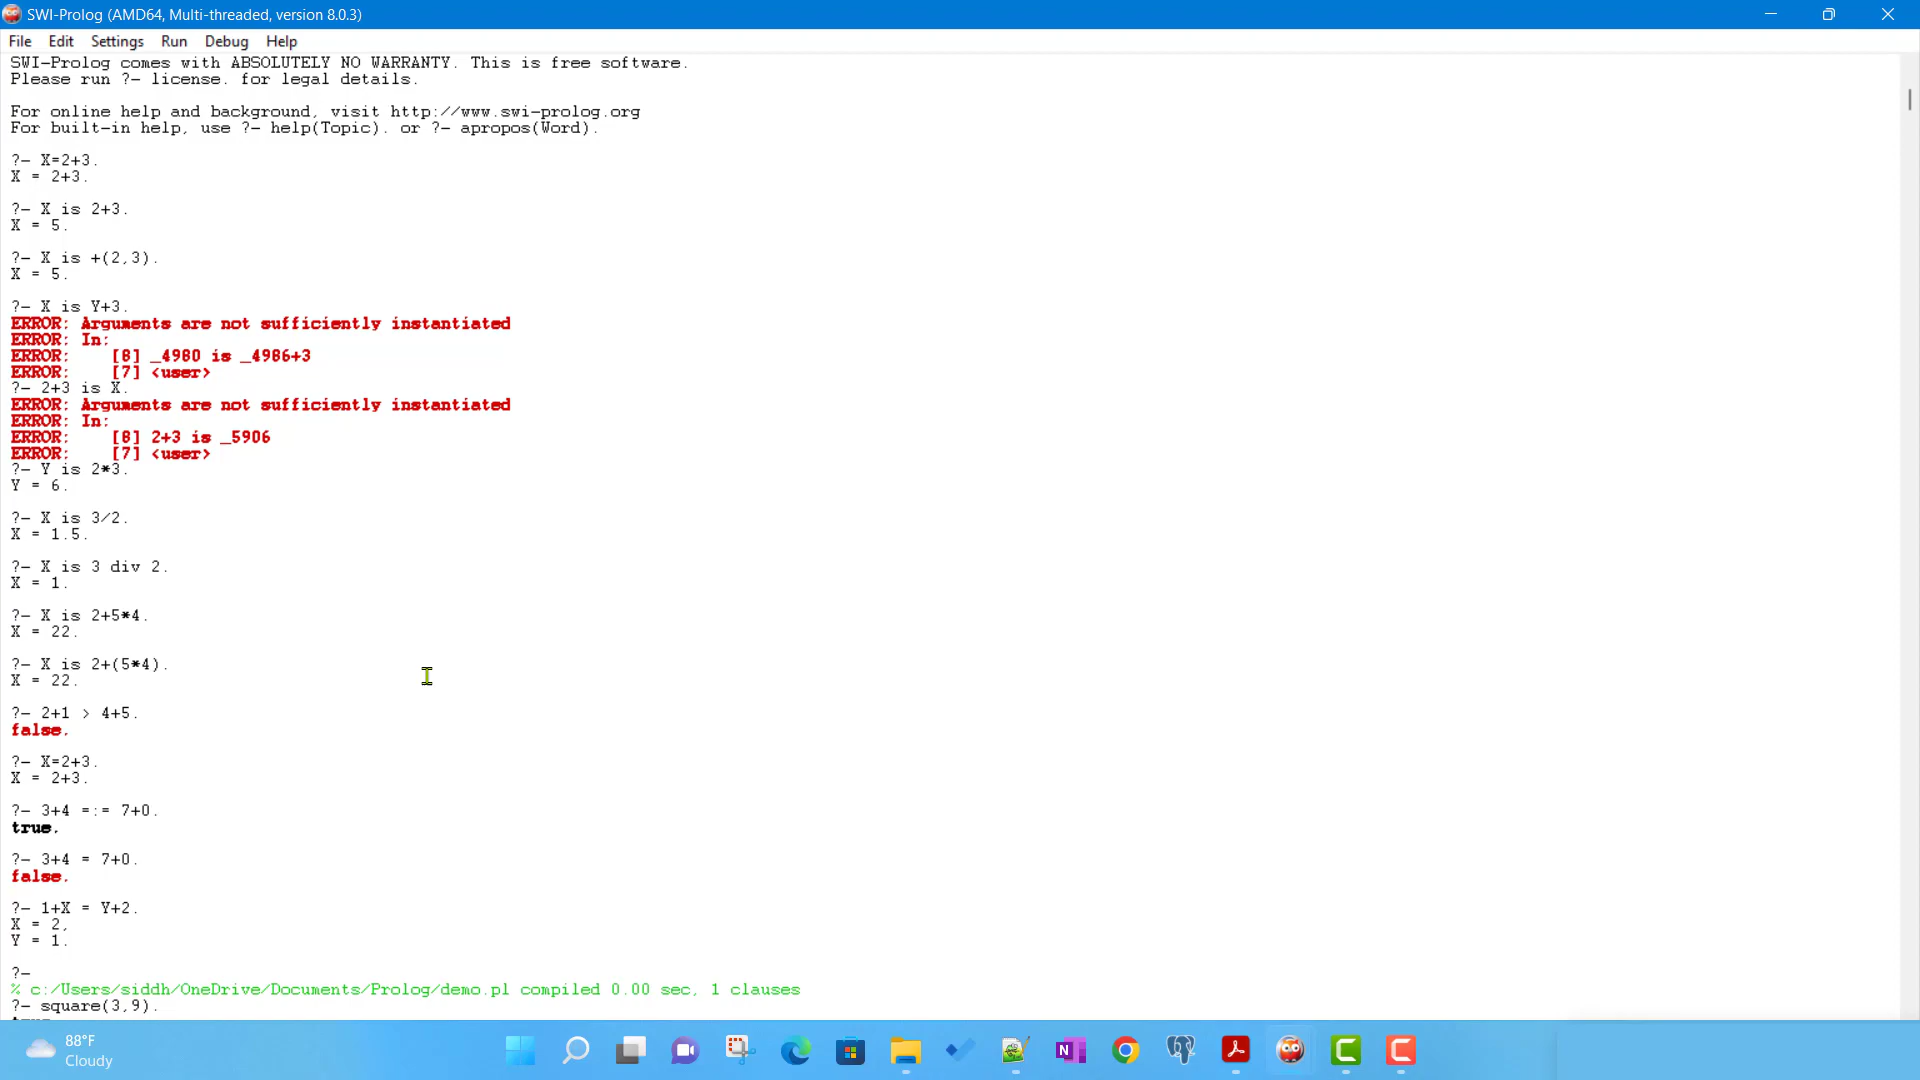 SWI-Prolog (AMD64, Multi-threaded, version 8.0.3)
File Edit Settings Run Debug Help
SWI-Prolog comes with ABSOLUTELY NO WARRANTY. This is free software.
Please run ?- license. for legal details.
For online help and background, visit http://www.swi-prolog.org
For built-in help, use ?- help(Topic). or ?- apropos(Word).
?- X=2+3.
X = 2+3.
?- X is 2+3.
X = 5.
?- X is +(2,3).
X = 5.
?- X is Y+3.
ERROR: Arguments are not sufficiently instantiated
ERROR: In:
ERROR:    [8] _4980 is _4986+3
ERROR:    [7] <user>
?- 2+3 is X.
ERROR: Arguments are not sufficiently instantiated
ERROR: In:
ERROR:    [8] 2+3 is _5906
ERROR:    [7] <user>
?- Y is 2*3.
Y = 6.
?- X is 3/2.
X = 1.5.
?- X is 3 div 2.
X = 1.
?- X is 2+5*4.
X = 22.
?- X is 2+(5*4).
X = 22.
?- 2+1 > 4+5.
false.
?- X=2+3.
X = 2+3.
?- 3+4 =:= 7+0.
true.
?- 3+4 = 7+0.
false.
?- 1+X = Y+2.
X = 2,
Y = 1.
?-
% c:/Users/siddh/OneDrive/Documents/Prolog/demo.pl compiled 0.00 sec, 1 clauses
?- square(3,9).
88°F
Cloudy